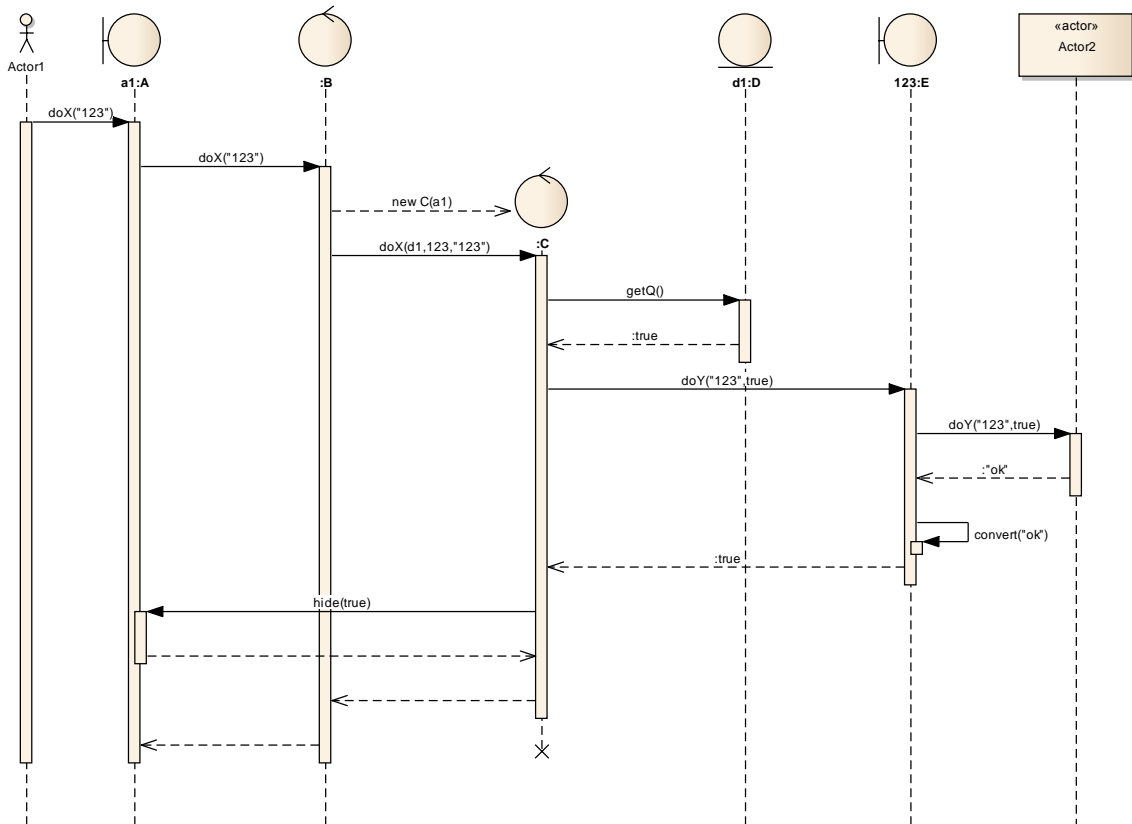 «actor»
Actor2
Actor1
a1:A
:B
d1:D
123:E
doX("123")
doX("123")
new C(a1)
:C
doX(d1,123,"123")
getQ()
:true
doY("123",true)
doY("123",true)
:"ok"
convert("ok")
:true
hide(true)